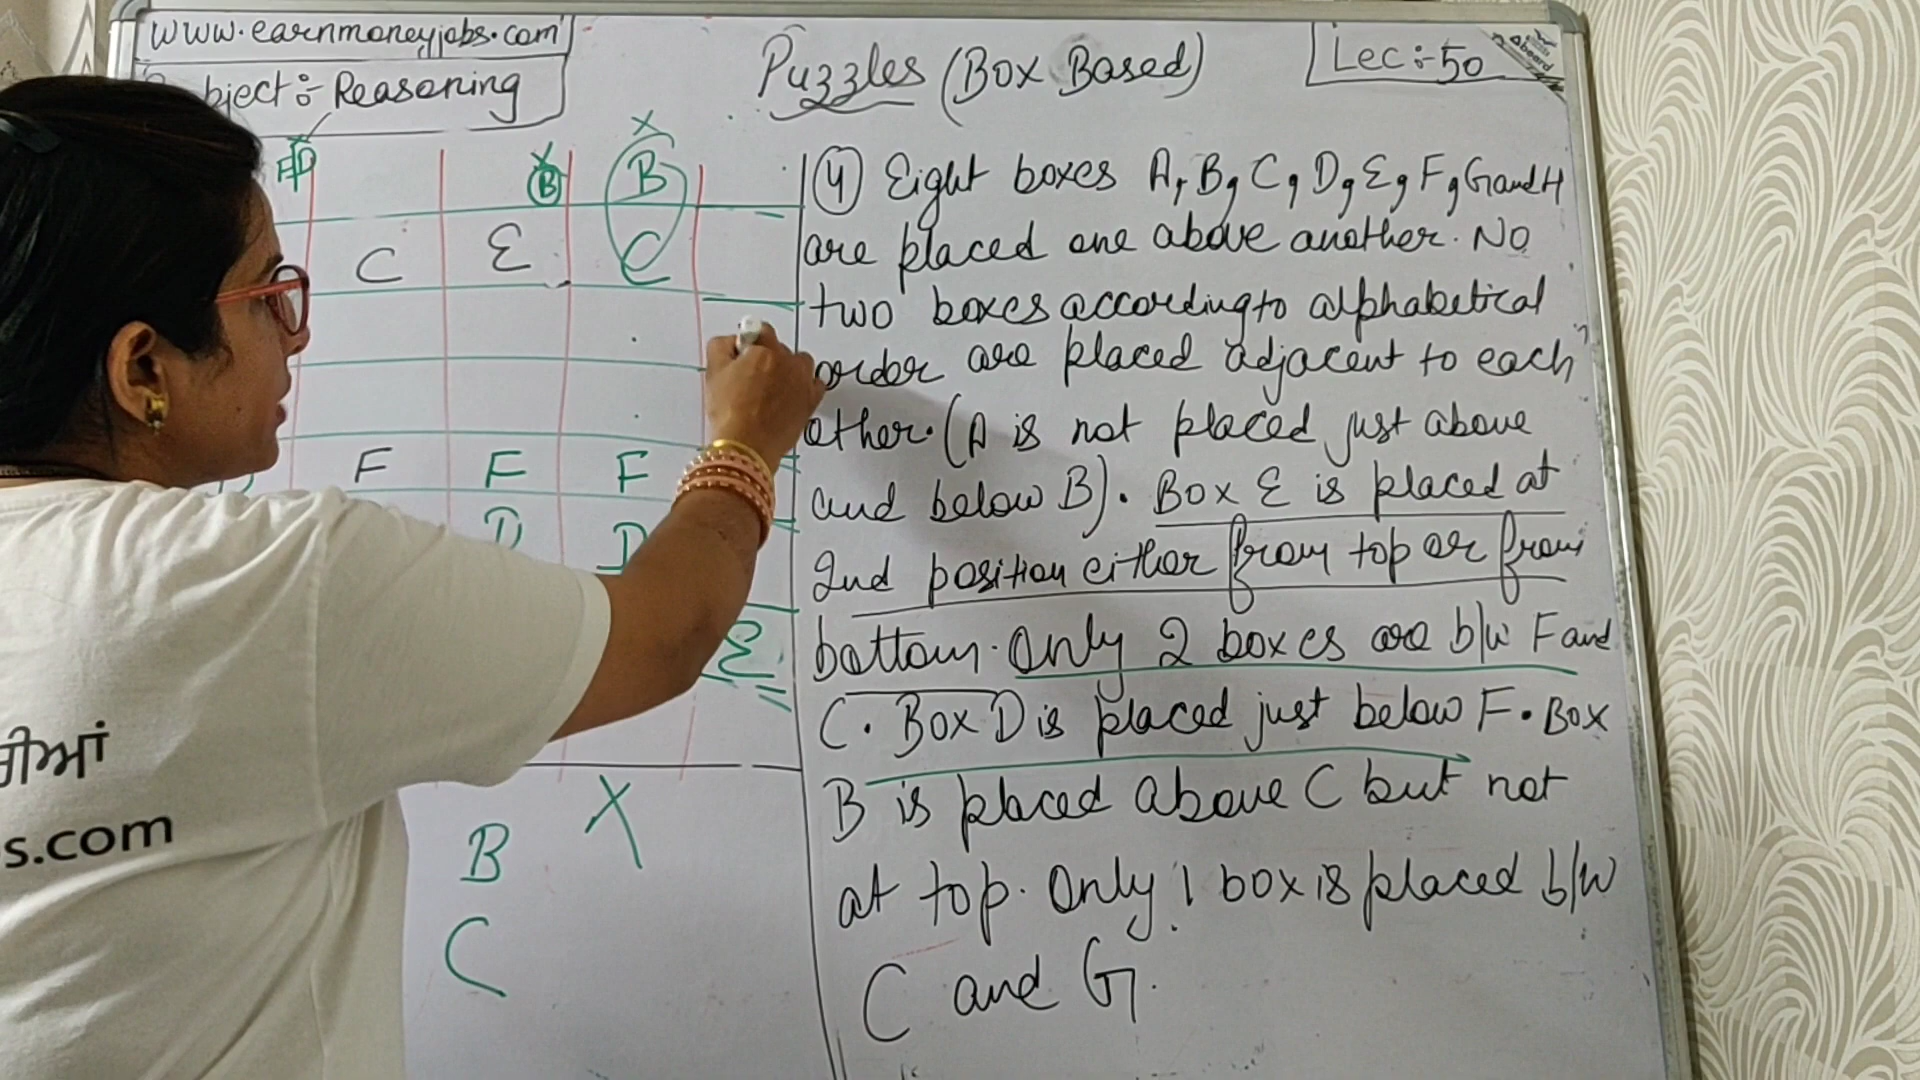 www.earnmoneyjobs.com
bject :- Reasoning
Puzzles (Box Based)
Lec :- 50
Aboard
F D
B
B
C
E
C
F
F
F
D
D
E
B
X
C
(4) Eight boxes A, B, C, D, E, F, G and H
are placed one above another. No
two boxes according to alphabetical
order are placed adjacent to each
other. (A is not placed just above
and below B). Box E is placed at
2nd position either from top or from
bottom. Only 2 boxes are b/w F and
C. Box D is placed just below F. Box
B is placed above C but not
at top. Only 1 box is placed b/w
C and G.
s.com